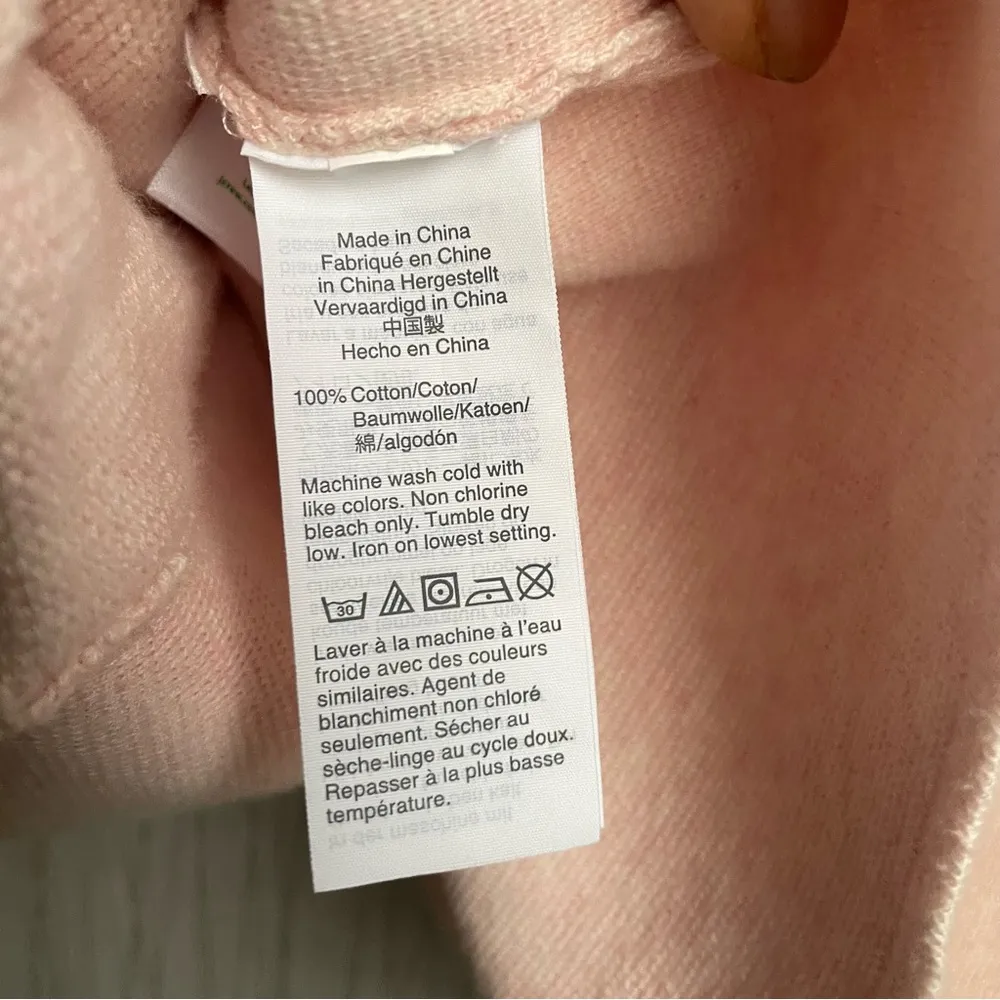 Made in China
Fabriqué en Chine
in China Hergestellt
Vervaardigd in China
中国製
Hecho en China
100% Cotton/Coton/
Baumwolle/Katoen/
綿/algodón
Machine wash cold with
like colors. Non chlorine
bleach only. Tumble dry
low. Iron on lowest setting.
30
Laver à la machine à l'eau
froide avec des couleurs
similaires. Agent de
blanchiment non chloré
seulement. Sécher au
sèche-linge au cycle doux.
Repasser à la plus basse
température.